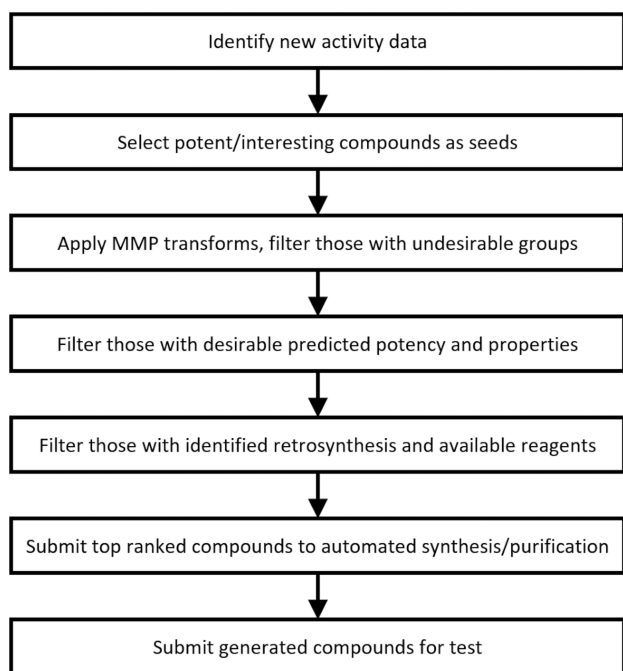 Identify new activity data
Select potent/interesting compounds as seeds
Apply MMP transforms, filter those with undesirable groups
Filter those with desirable predicted potency and properties
Filter those with identified retrosynthesis and available reagents
Submit top ranked compounds to automated synthesis/purification
Submit generated compounds for test